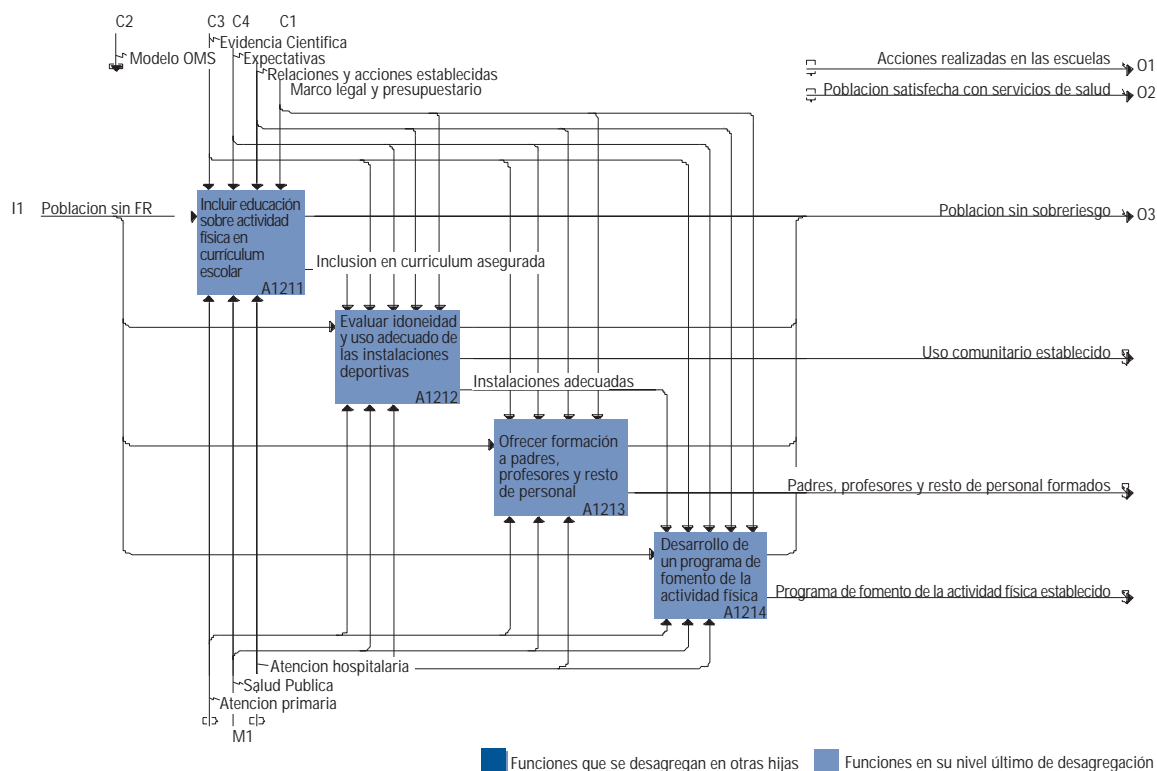 C2
C3 C4
C1
Evidencia Cientifica
Modelo OMS
Expectativas
Relaciones y acciones establecidas
Marco legal y presupuestario
Acciones realizadas en las escuelas
O1
Poblacion satisfecha con servicios de salud
O2
I1 Poblacion sin FR
Incluir educación
sobre actividad
física en
currículum
escolar
A1211
Poblacion sin sobreriesgo
O3
Inclusion en curriculum asegurada
Evaluar idoneidad
y uso adecuado de
las instalaciones
deportivas
A1212
Uso comunitario establecido
Instalaciones adecuadas
Ofrecer formación
a padres,
profesores y resto
de personal
A1213
Padres, profesores y resto de personal formados
Desarrollo de
un programa de
fomento de la
actividad física
A1214
Programa de fomento de la actividad física establecido
Atencion hospitalaria
Salud Publica
Atencion primaria
M1
Funciones que se desagregan en otras hijas
Funciones en su nivel último de desagregación